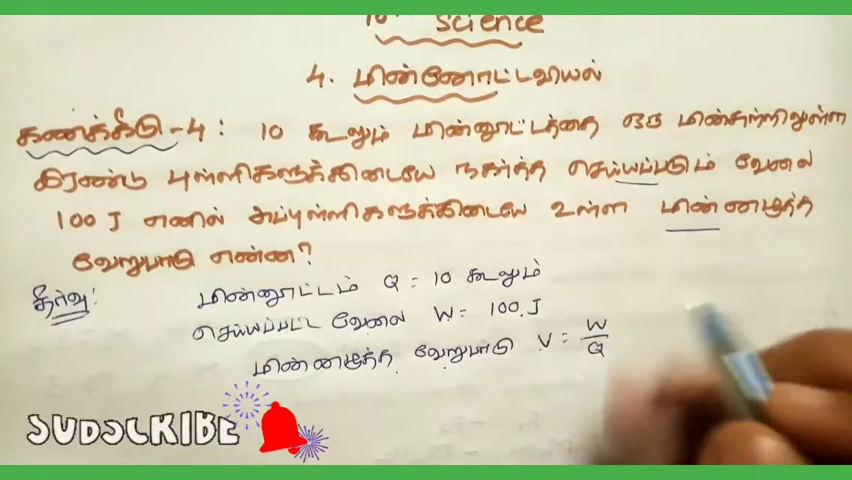 10th Science
4. மின்னோட்டவியல்
கணக்கீடு - 4 : 10 கூலும் மின்னூட்டத்தை ஒரு மின்சுற்றிலுள்ள
இரண்டு புள்ளிகளுக்கிடையே நகர்த்த செய்யப்படும் வேலை
100 J எனில் அப்புள்ளிகளுக்கிடையே உள்ள மின்னழுத்த
வேறுபாடு என்ன?
தீர்வு:
மின்னூட்டம் Q = 10 கூலும்
செய்யப்பட்ட வேலை W = 100 J
மின்னழுத்த வேறுபாடு V = W/Q
SUBSCRIBE